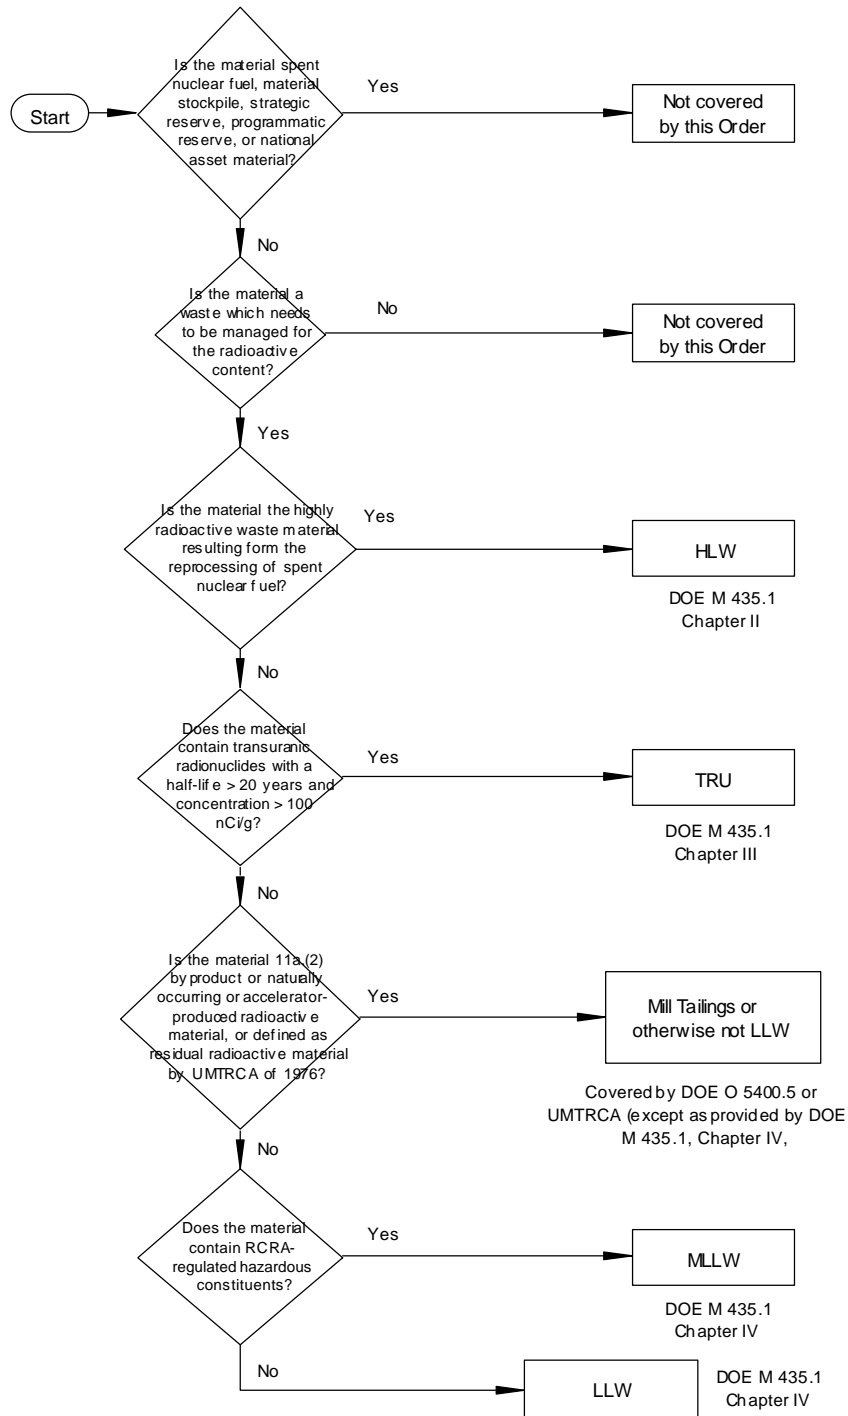 Is the material spent
nuclear fuel, material
stockpile, strategic
reserve, programmatic
reserve, or national
asset material?
Yes
Start
Not covered
by this Order
No
Is the material a
waste which needs
to be managed for
the radioactive
content?
No
Not covered
by this Order
Yes
Is the material the highly
radioactive waste material
resulting form the
reprocessing of spent
nuclear fuel?
Yes
HLW
DOE M 435.1
Chapter II
No
Does the material
contain transuranic
radionuclides with a
half-life > 20 years and
concentration > 100
nCi/g?
Yes
TRU
DOE M 435.1
Chapter III
No
Is the material 11a.(2)
byproduct or naturally
occurring or accelerator-
produced radioactive
material, or defined as
residual radioactive material
by UMTRCA of 1976?
Yes
Mill Tailings or
otherwise not LLW
Covered by DOE O 5400.5 or
UMTRCA (except as provided by DOE
M 435.1, Chapter IV,
No
Does the material
contain RCRA-
regulated hazardous
constituents?
Yes
MLLW
DOE M 435.1
Chapter IV
No
LLW
DOE M 435.1
Chapter IV